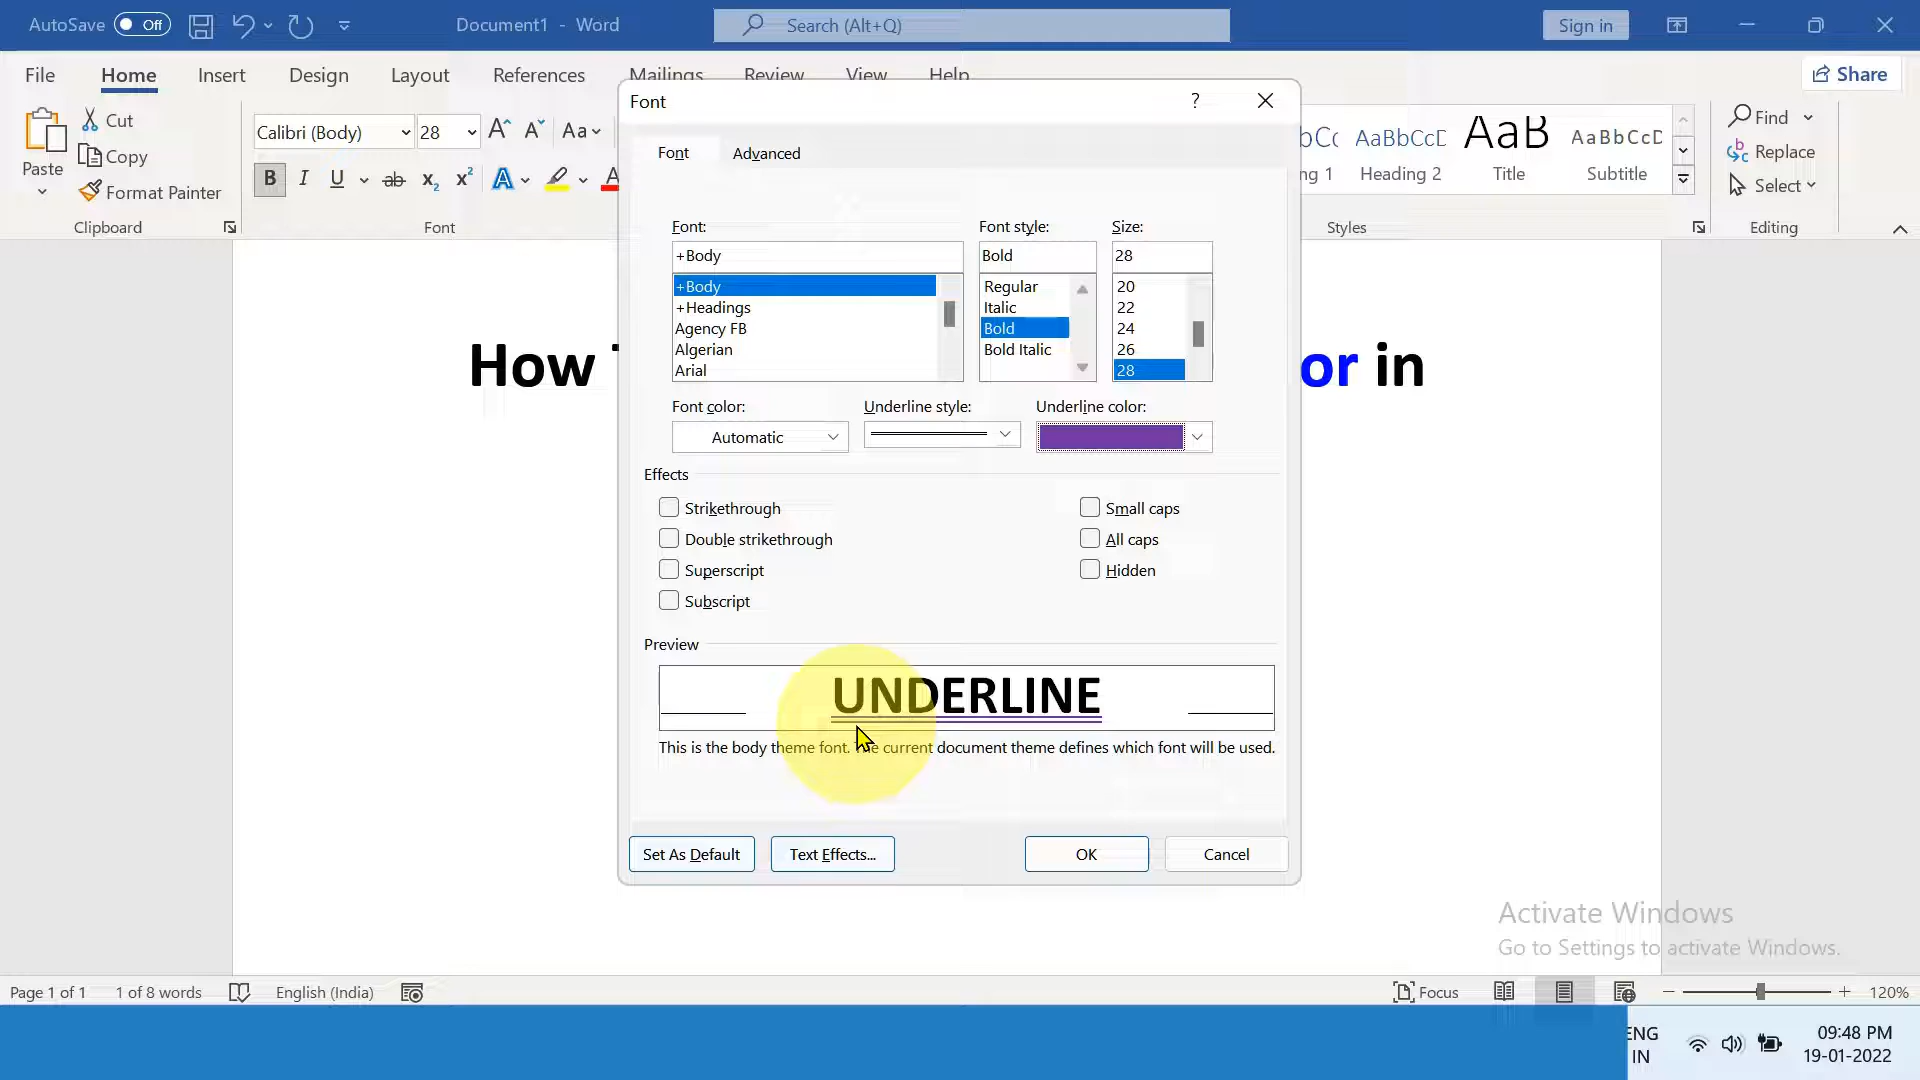 AutoSave Off Document1 - Word Search (Alt+Q) Sign in
File Home Insert Design Layout References Mailings Review View Help Share
Paste Cut Copy Format Painter
Clipboard
Calibri (Body) 28 Aa
B I U ab x₂ x² A A
Font
AaBbCcD AaB AaBbCcD
Heading 2 Title Subtitle
Styles
Find
Replace
Select
Editing
How
or in
Font ?
Font Advanced
Font: Font style: Size:
+Body Bold 28
+Body Regular 20
+Headings Italic 22
Agency FB Bold 24
Algerian Bold Italic 26
Arial 28
Font color: Underline style: Underline color:
Automatic
Effects
Strikethrough Small caps
Double strikethrough All caps
Superscript Hidden
Subscript
Preview
UNDERLINE
This is the body theme font. The current document theme defines which font will be used.
Set As Default Text Effects... OK Cancel
Activate Windows
Go to Settings to activate Windows.
Page 1 of 1 1 of 8 words English (India) Focus 120%
ENG 09:48 PM
IN 19-01-2022